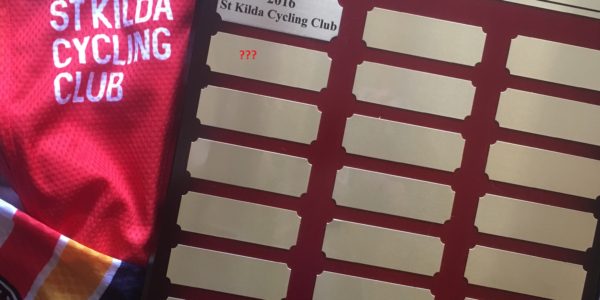 ST KILDA
CYCLING
CLUB
2016
St Kilda Cycling Club
???